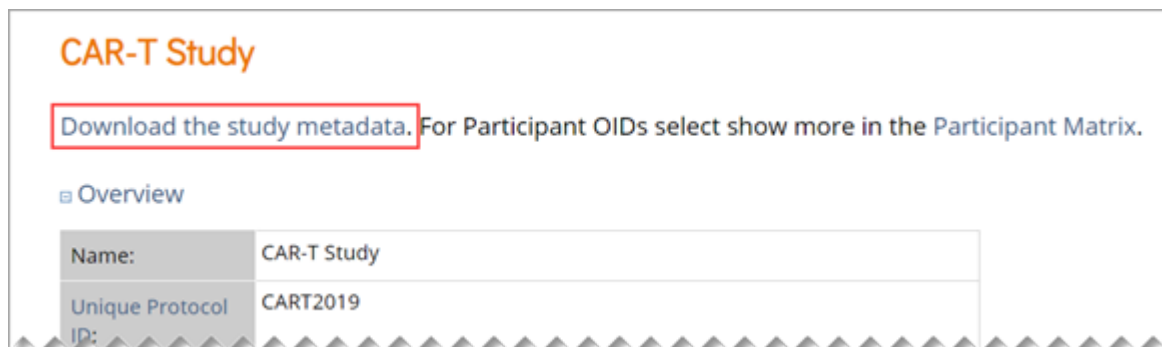 CAR-T Study
Download the study metadata. For Participant OIDs select show more in the Participant Matrix.
Overview
Name: CAR-T Study
Unique Protocol CART2019
ID: